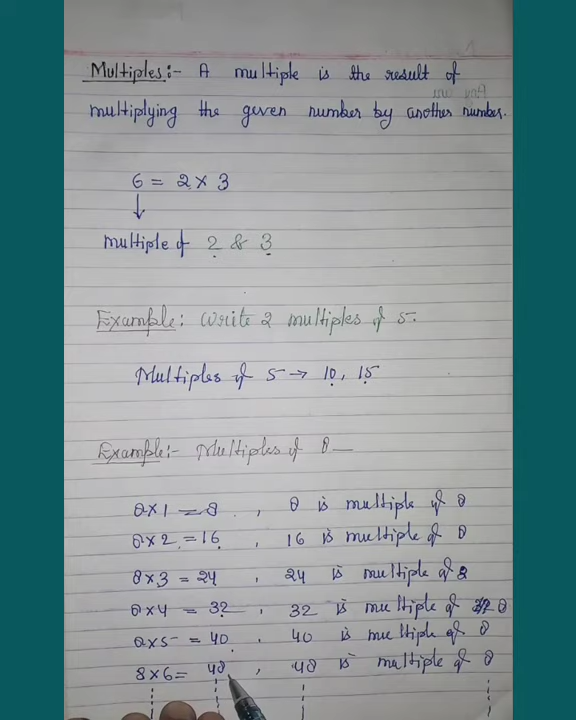 Multiples:- A multiple is the result of
multiplying the given number by another number.
6 = 2 × 3
↓
multiple of 2 & 3
Example: Write 2 multiples of 5.
Multiples of 5 → 10, 15
Example:- Multiples of 8 —
8×1 = 8 , 8 is multiple of 8
8×2 = 16 , 16 is multiple of 8
8×3 = 24 , 24 is multiple of 8
8×4 = 32 , 32 is multiple of 8
8×5 = 40 , 40 is multiple of 8
8×6 = 48 , 48 is multiple of 8